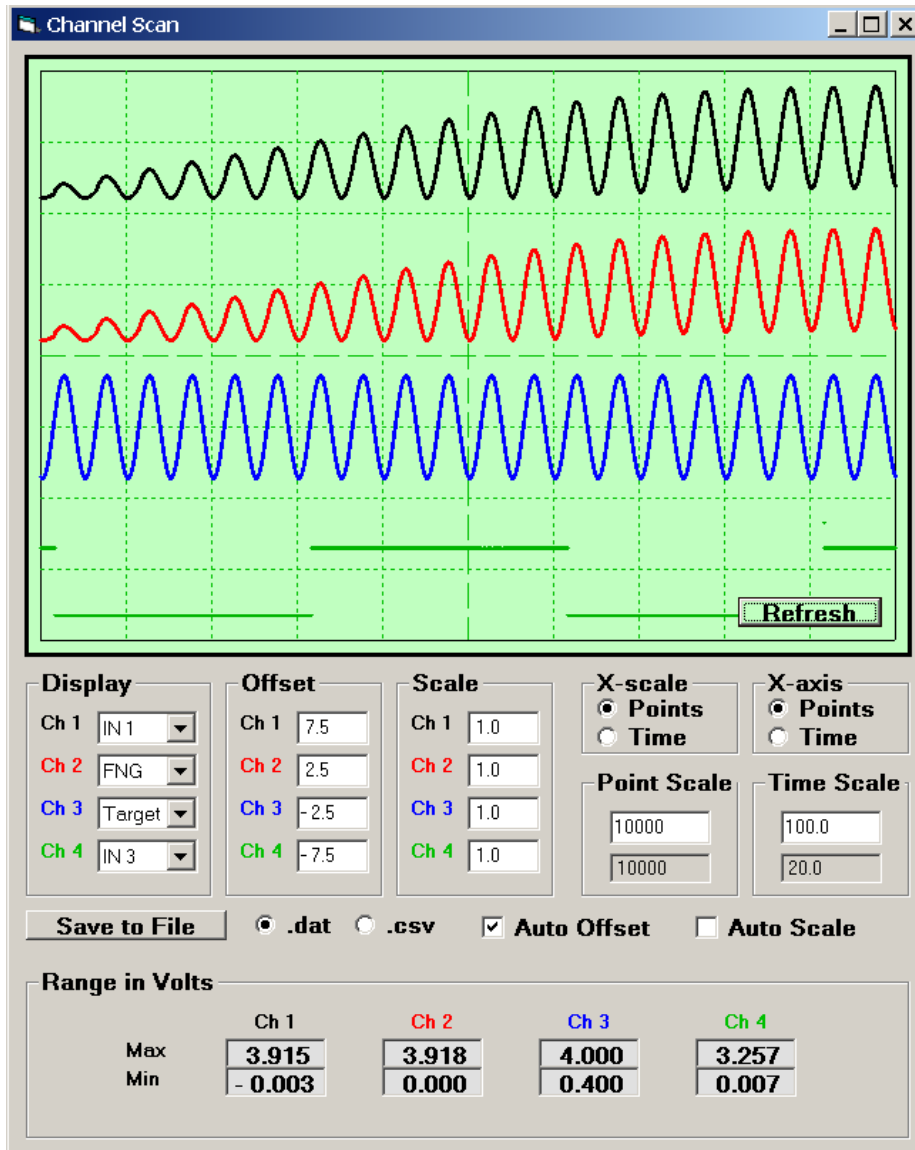 Channel Scan
Refresh
Display
Ch 1 IN 1
Ch 2 FNG
Ch 3 Target
Ch 4 IN 3
Offset
Ch 1 7.5
Ch 2 2.5
Ch 3 - 2.5
Ch 4 - 7.5
Scale
Ch 1 1.0
Ch 2 1.0
Ch 3 1.0
Ch 4 1.0
X-scale
Points
Time
X-axis
Points
Time
Point Scale
10000
10000
Time Scale
100.0
20.0
Save to File .dat .csv Auto Offset Auto Scale
Range in Volts
Ch 1 Ch 2 Ch 3 Ch 4
Max 3.915 3.918 4.000 3.257
Min - 0.003 0.000 0.400 0.007